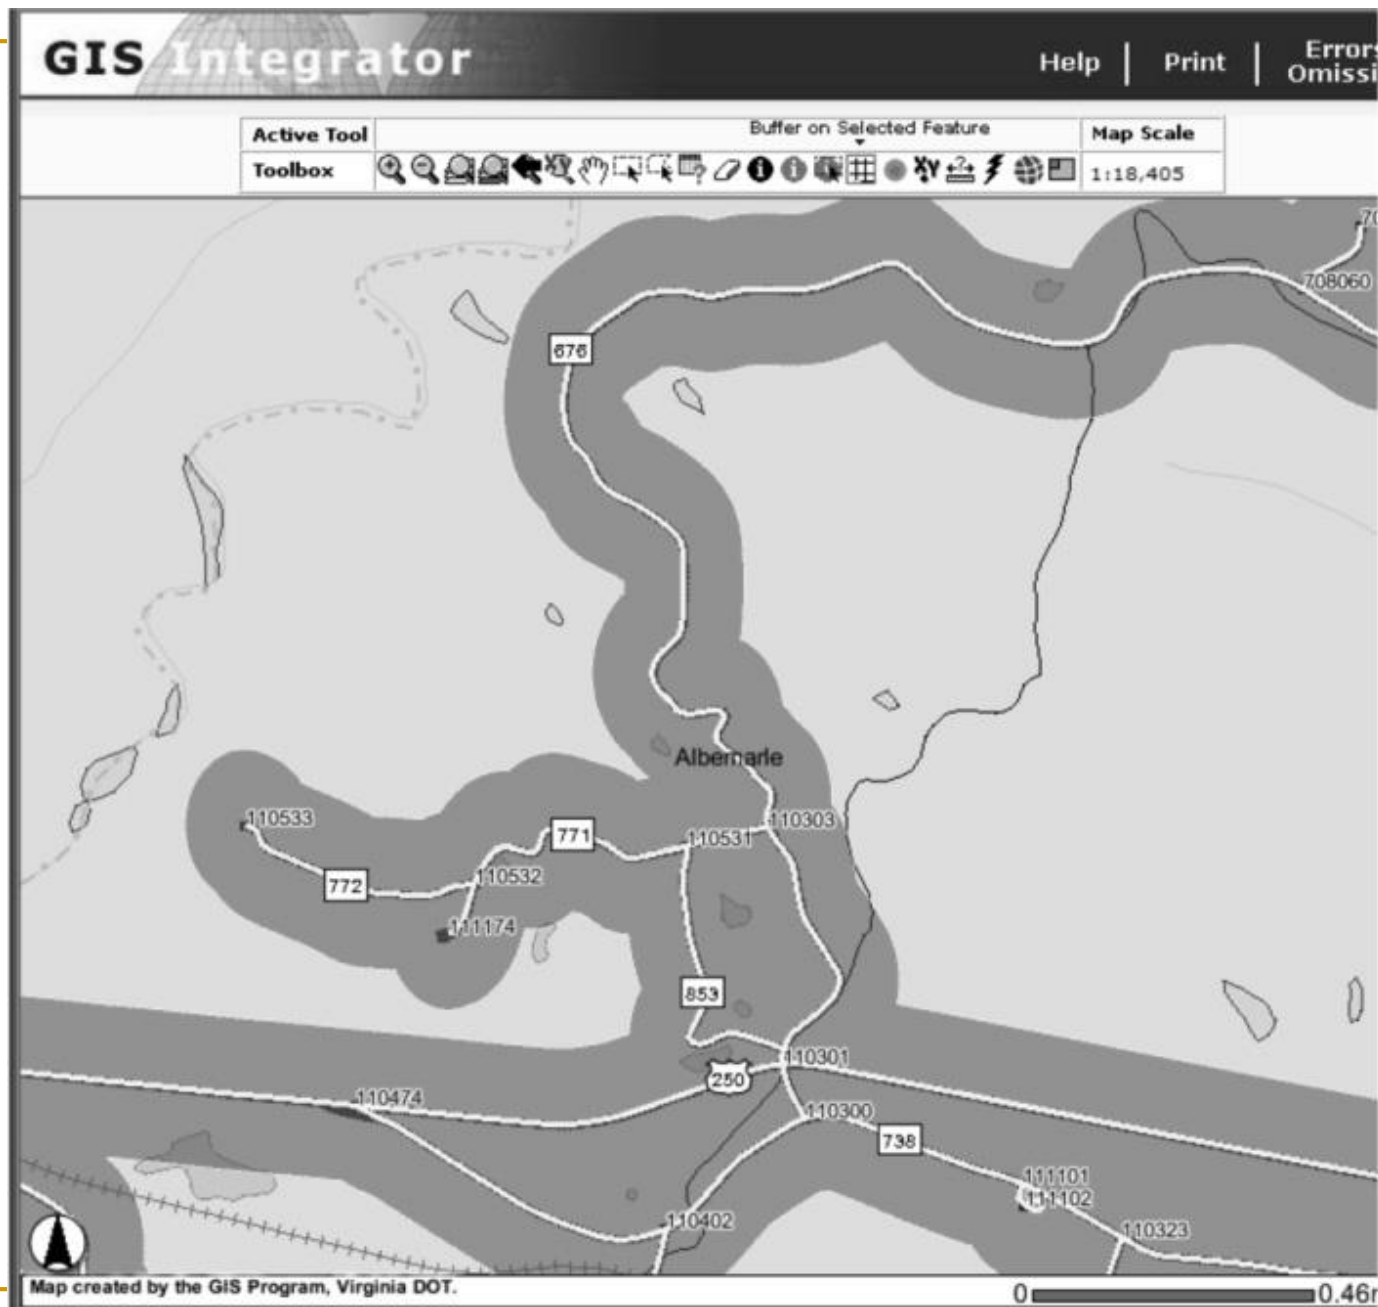 GIS Integrator
Help | Print | Errors
Omissi
Active Tool
Buffer on Selected Feature
Map Scale
Toolbox
1:18,405
70
708060
676
Albemarle
110533
771
110531
110303
772
110532
111174
853
110301
250
110474
110300
738
111101
111102
110402
110323
Map created by the GIS Program, Virginia DOT.
0
0.46m